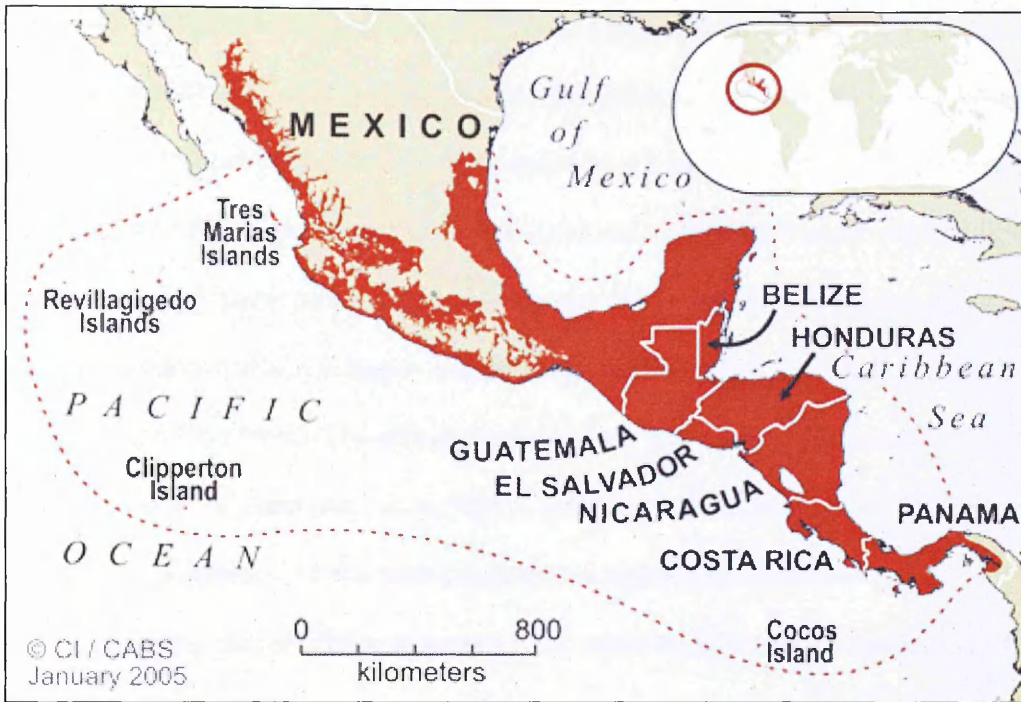 MEXICO
Gulf
of
Mexico
Tres
Marias
Islands
Revillagigedo
Islands
BELIZE
HONDURAS
Caribbean
Sea
PACIFIC
Clipperton
Island
GUATEMALA
EL SALVADOR
NICARAGUA
PANAMA
OCEAN
COSTA RICA
0 800
kilometers
Cocos
Island
© CI / CABS
January 2005